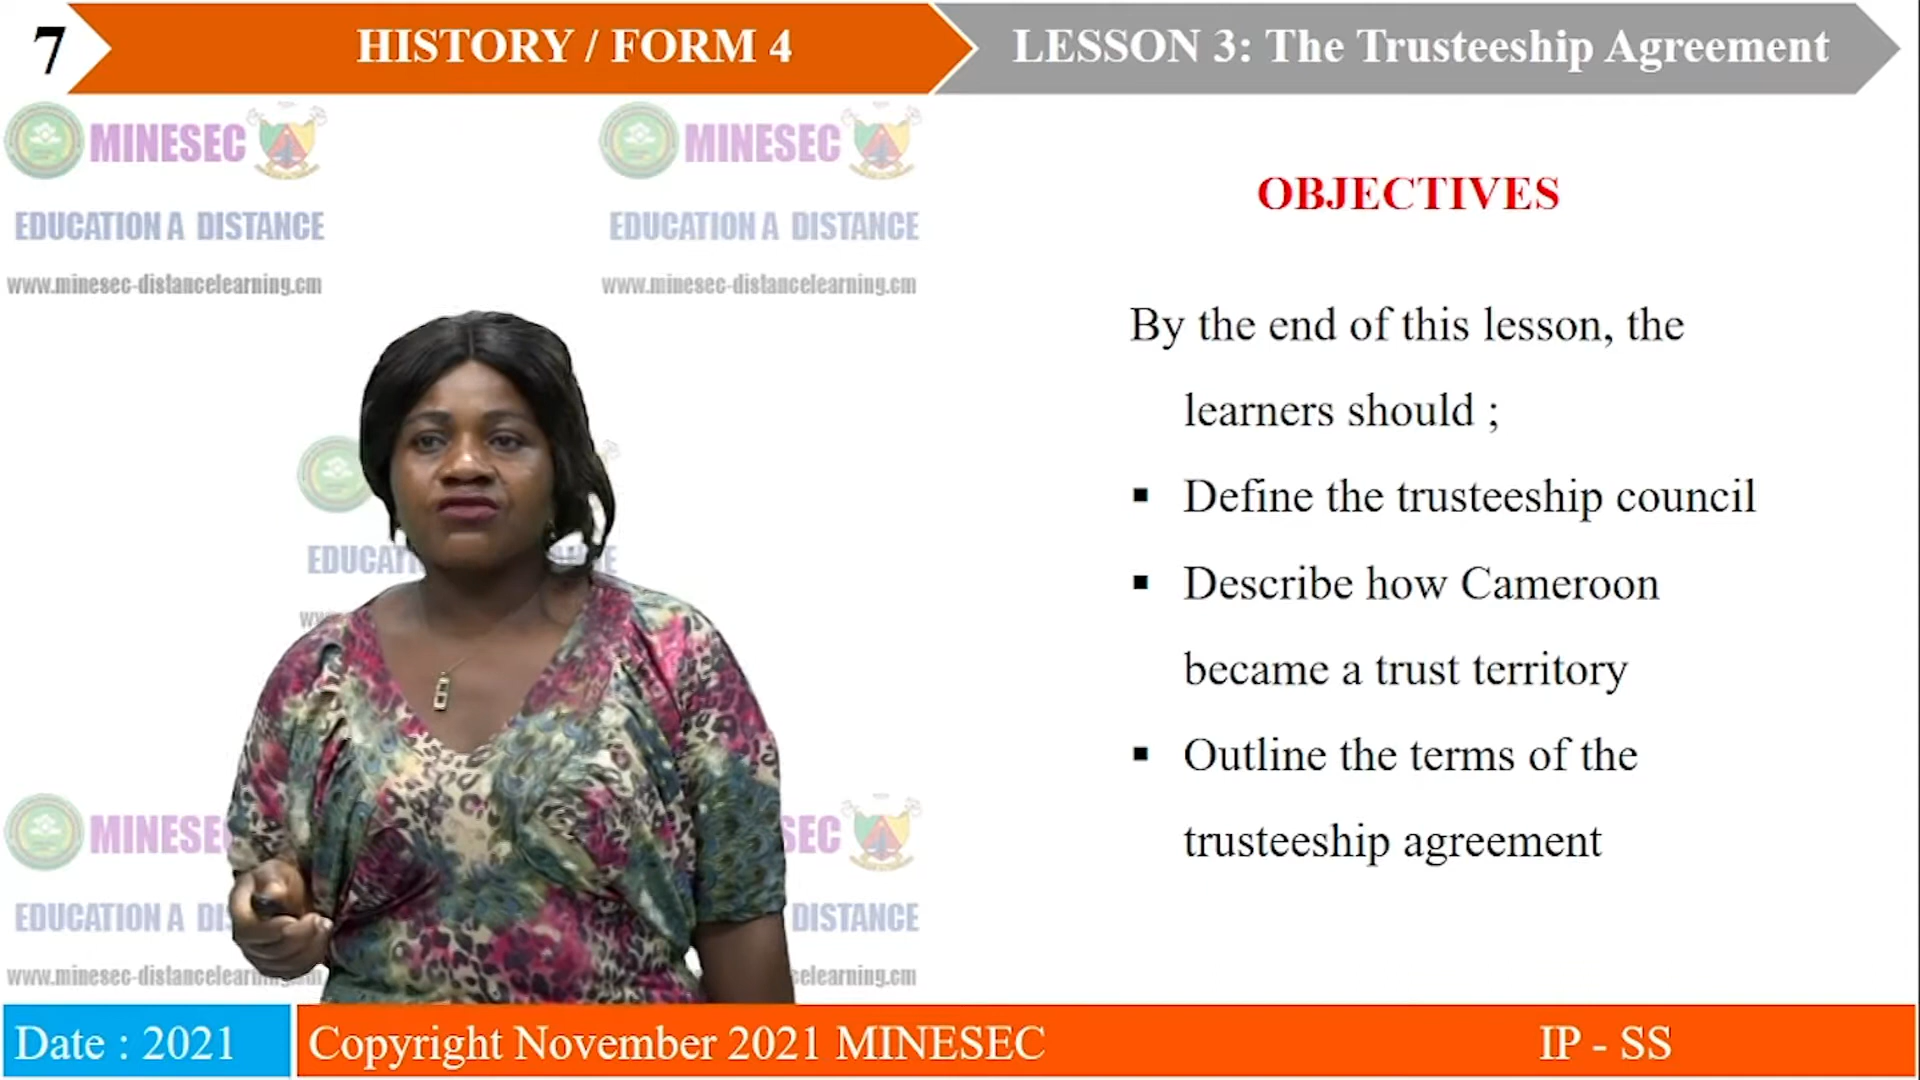 7
HISTORY / FORM 4
LESSON 3: The Trusteeship Agreement
MINESEC
MINESEC
EDUCATION A DISTANCE
EDUCATION A DISTANCE
www.minesec-distancelearning.cm
www.minesec-distancelearning.cm
OBJECTIVES
By the end of this lesson, the
learners should ;
▪ Define the trusteeship council
▪ Describe how Cameroon
became a trust territory
▪ Outline the terms of the
trusteeship agreement
MINESEC
EDUCATION A
DISTANCE
Date : 2021
Copyright November 2021 MINESEC
IP - SS